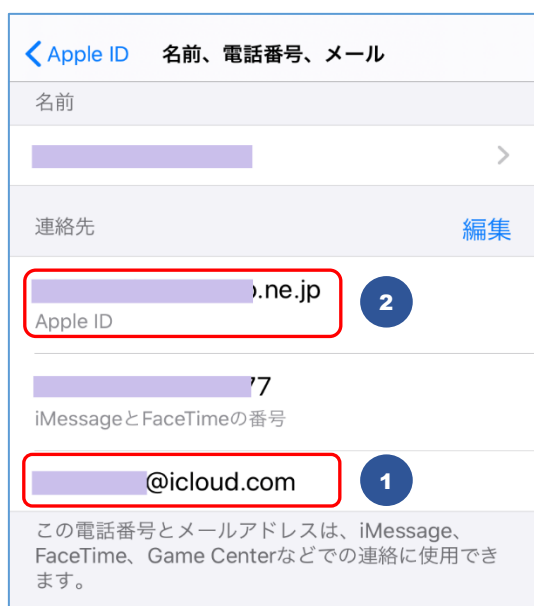 Apple ID 名前、電話番号、メール
名前
連絡先 編集
.ne.jp
2
Apple ID
77
iMessageとFaceTimeの番号
@icloud.com
1
この電話番号とメールアドレスは、iMessage、
FaceTime、Game Centerなどでの連絡に使用でき
ます。